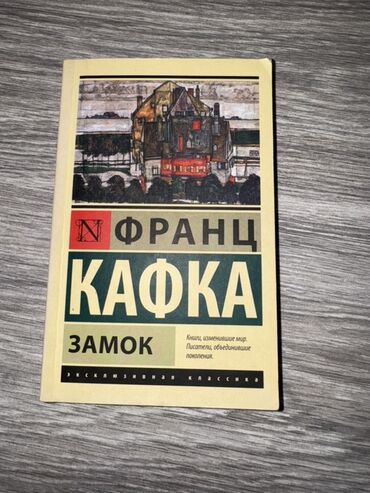 ФРАНЦ
КАФКА
ЗАМОК
Книги, изменившие мир.
Писатели, объединившие
поколения.
эксклюзивная классика